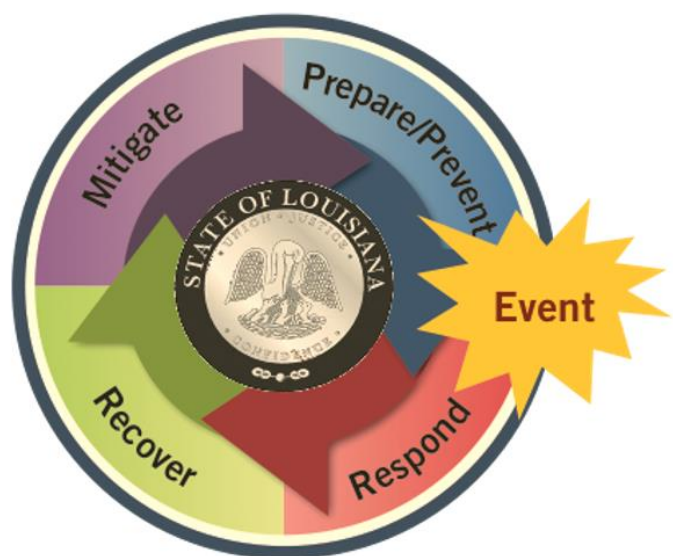 Mitigate
Prepare/Prevent
Event
Respond
Recover
STATE OF LOUISIANA
UNION · JUSTICE
CONFIDENCE